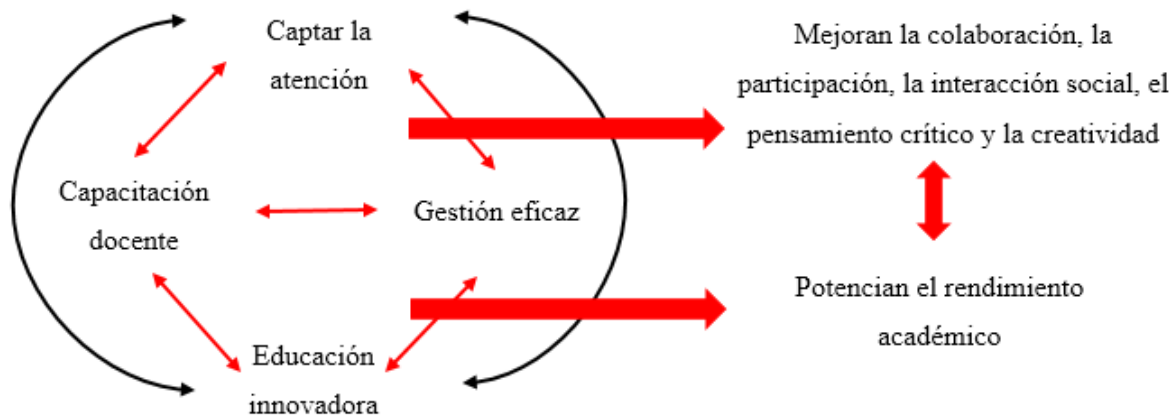 Captar la
atención
Mejoran la colaboración, la
participación, la interacción social, el
pensamiento crítico y la creatividad
Capacitación
docente
Gestión eficaz
Potencian el rendimiento
académico
Educación
innovadora